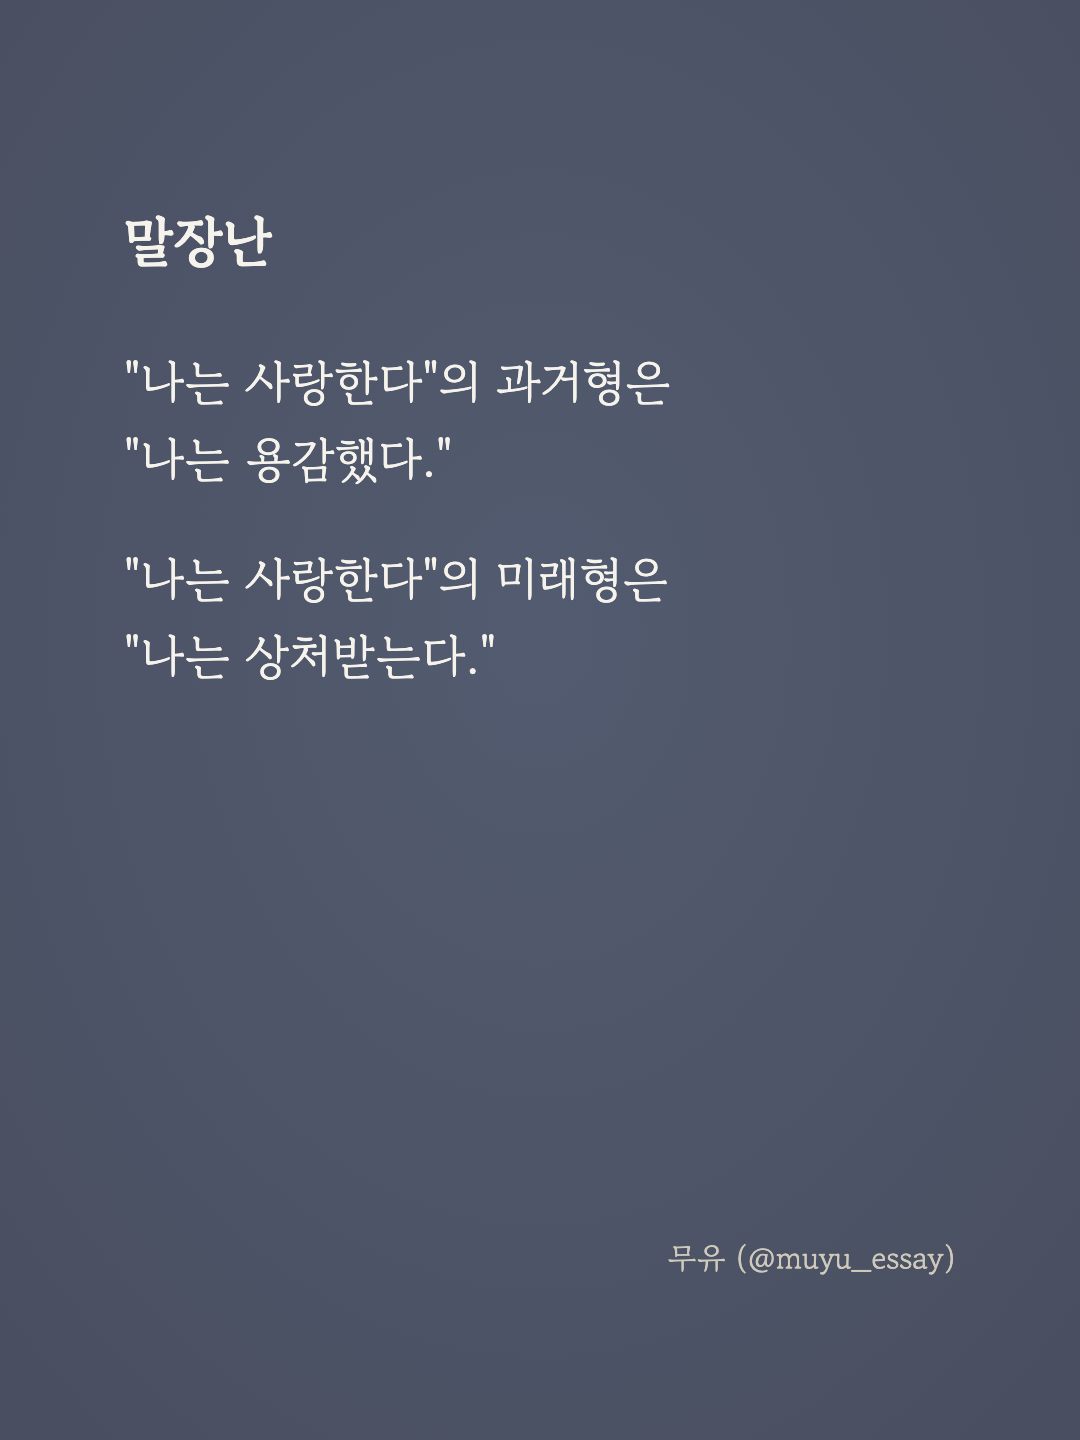 말장난
"나는 사랑한다"의 과거형은
"나는 용감했다."
"나는 사랑한다"의 미래형은
"나는 상처받는다."
무유 (@muyu_essay)